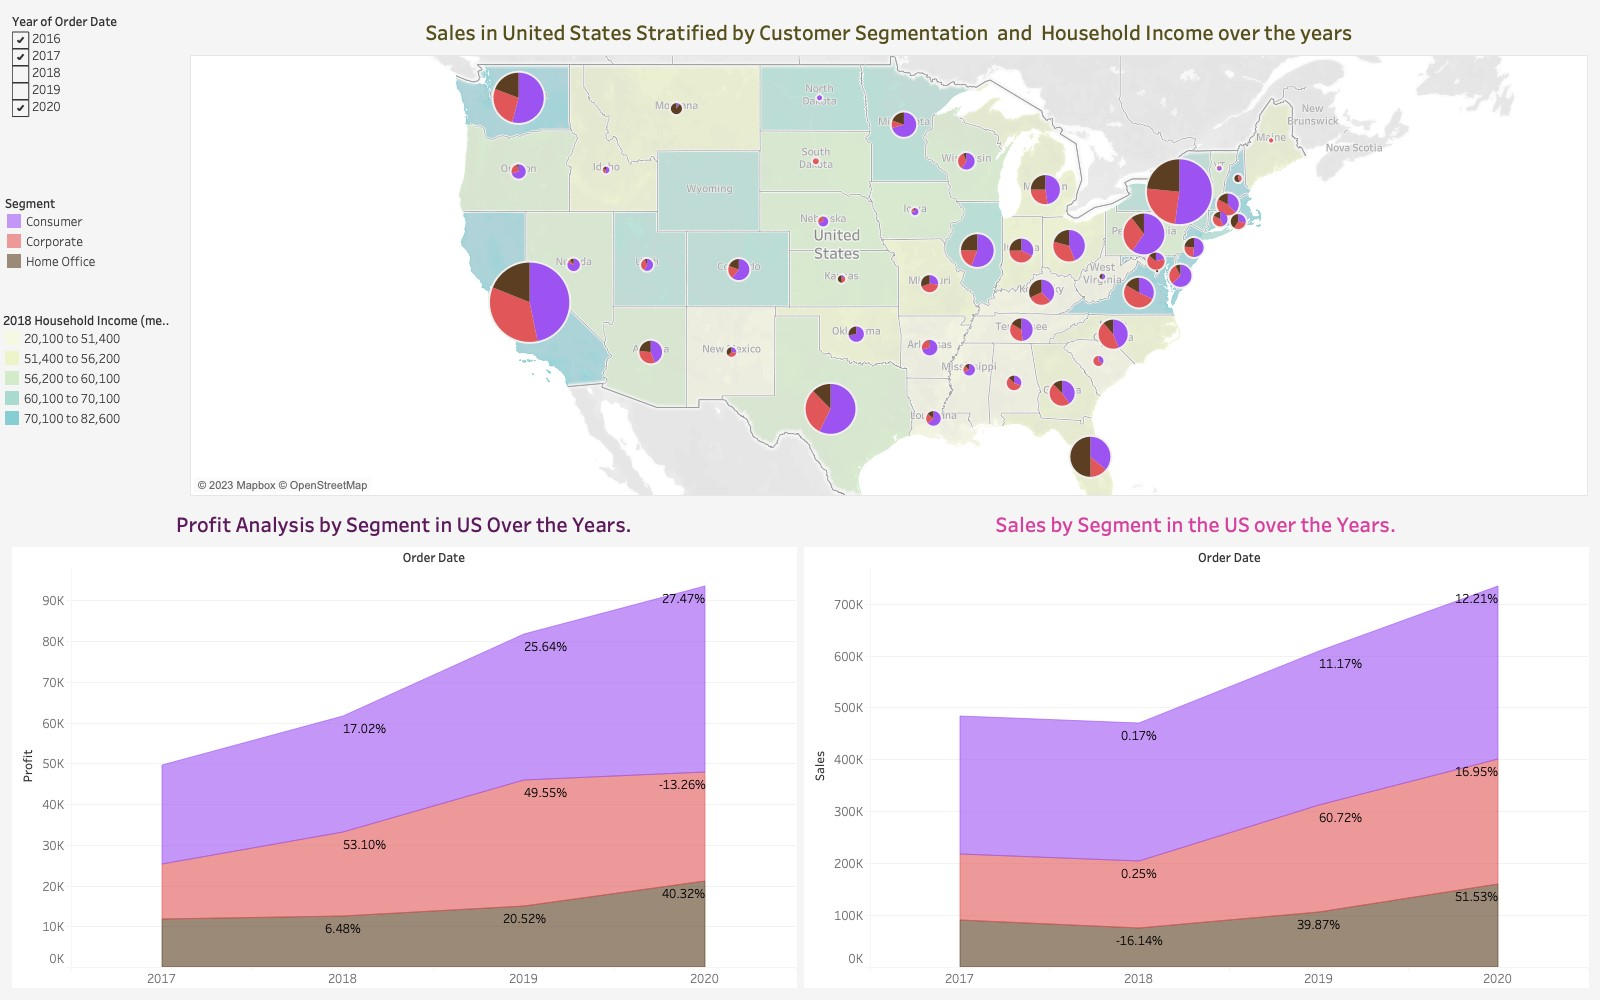 Year of Order Date
2016
2017
2018
2019
2020
Segment
Consumer
Corporate
Home Office
2018 Household Income (me..
20,100 to 51,400
51,400 to 56,200
56,200 to 60,100
60,100 to 70,100
70,100 to 82,600
Sales in United States Stratified by Customer Segmentation and Household Income over the years
North
Dakota
New
Brunswick
Maine
Nova Scotia
South
Dakota
VT
Wyoming
United
States
West
Virginia
New Mexico
© 2023 Mapbox © OpenStreetMap
Profit Analysis by Segment in US Over the Years.
Order Date
Profit
90K
80K
70K
60K
50K
40K
30K
20K
10K
0K
27.47%
25.64%
17.02%
-13.26%
49.55%
53.10%
40.32%
20.52%
6.48%
2017
2018
2019
2020
Sales by Segment in the US over the Years.
Order Date
Sales
700K
600K
500K
400K
300K
200K
100K
0K
12.21%
11.17%
0.17%
16.95%
60.72%
0.25%
51.53%
39.87%
-16.14%
2017
2018
2019
2020